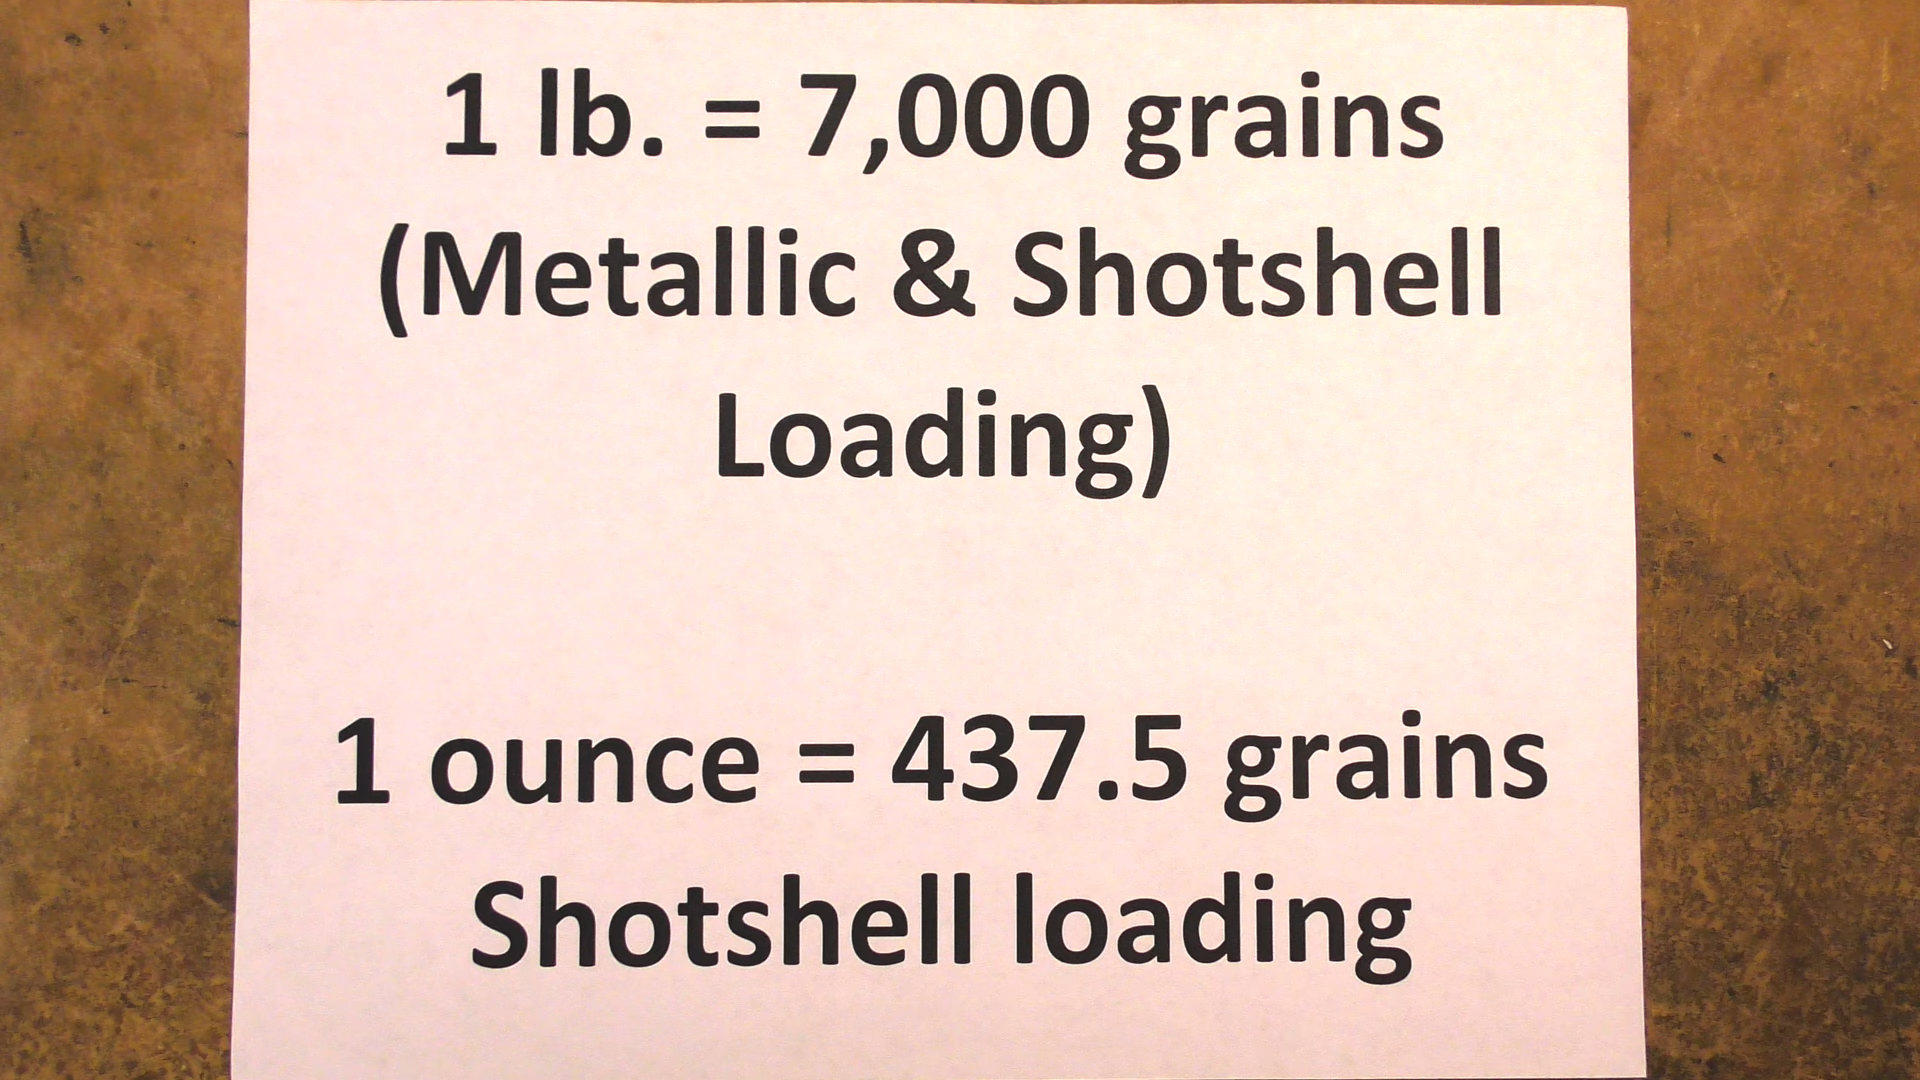 1 lb. = 7,000 grains
(Metallic & Shotshell
Loading)
1 ounce = 437.5 grains
Shotshell loading